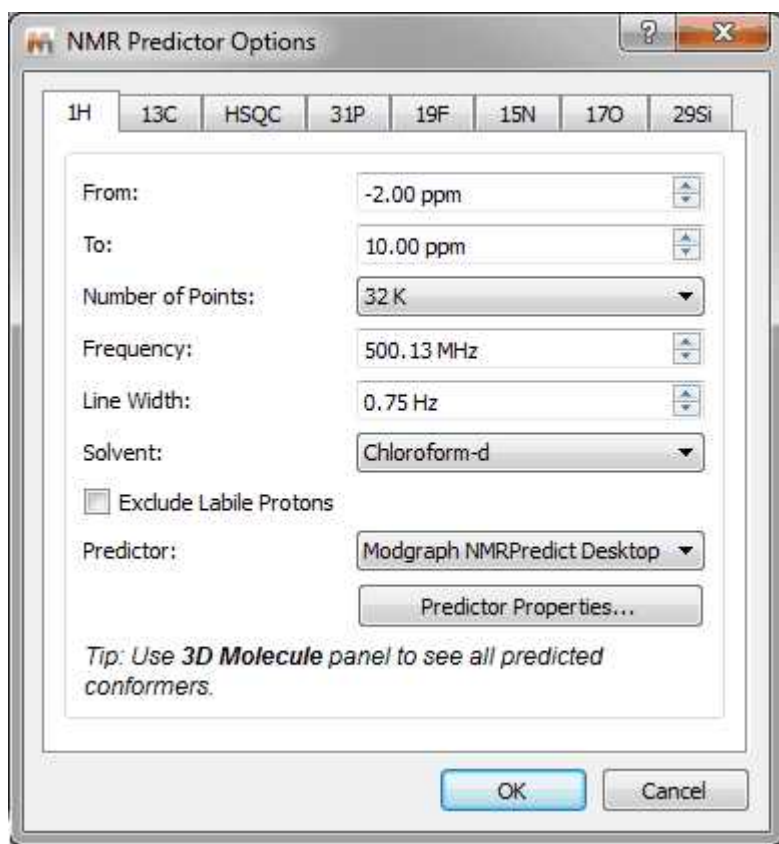 NMR Predictor Options
1H 13C HSQC 31P 19F 15N 17O 29Si
From: -2.00 ppm
To: 10.00 ppm
Number of Points: 32 K
Frequency: 500.13 MHz
Line Width: 0.75 Hz
Solvent: Chloroform-d
Exclude Labile Protons
Predictor: Modgraph NMRPredict Desktop
Predictor Properties...
Tip: Use 3D Molecule panel to see all predicted
conformers.
OK Cancel